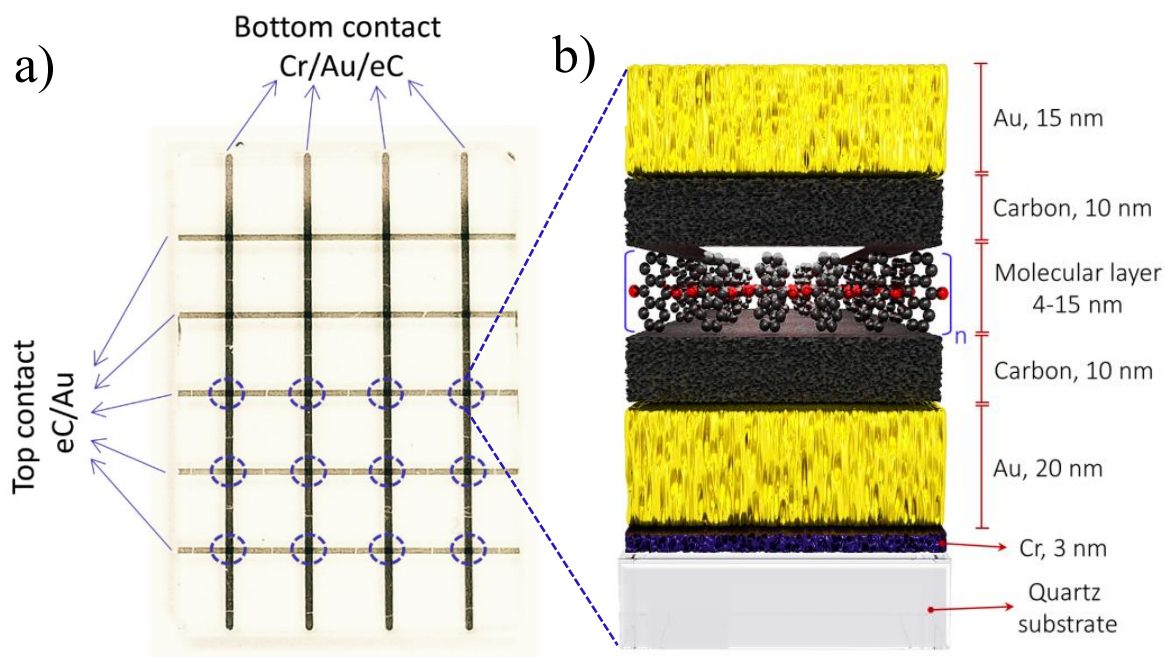 a)
Bottom contact
Cr/Au/eC
Top contact
eC/Au
b)
Au, 15 nm
Carbon, 10 nm
Molecular layer
4-15 nm
n
Carbon, 10 nm
Au, 20 nm
Cr, 3 nm
Quartz
substrate